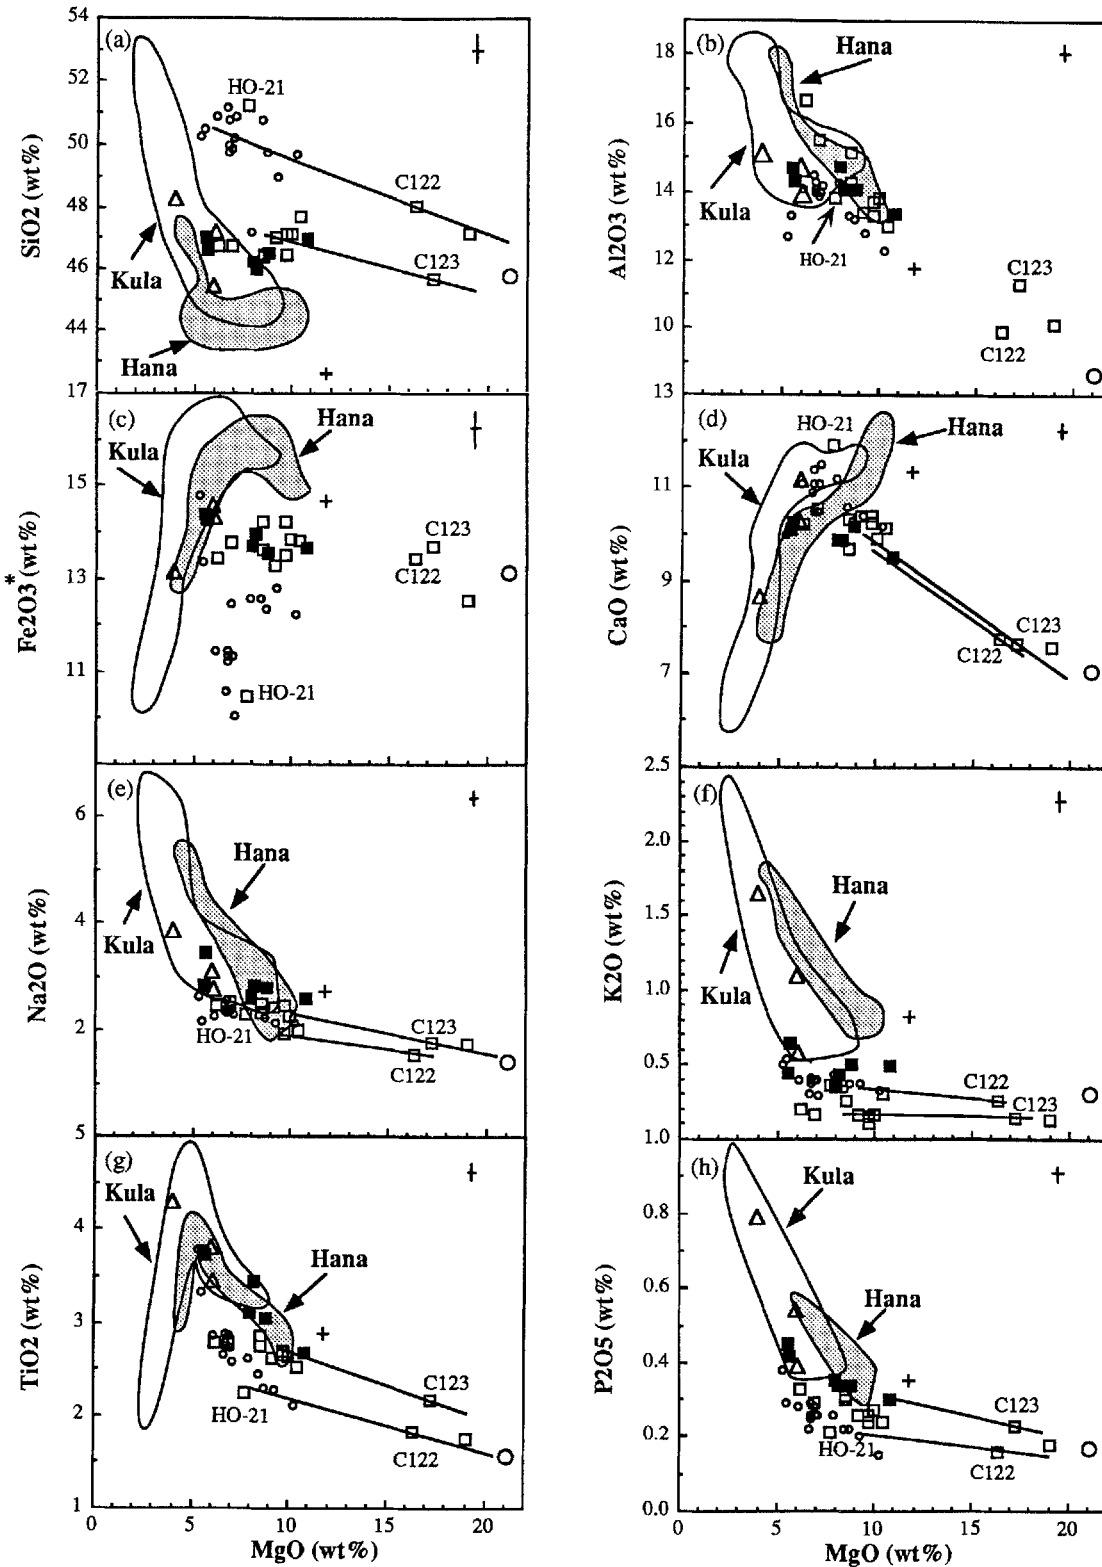 (a)
SiO2 (wt%)
54
52
50
48
46
44
17
HO-21
C122
C123
Kula
Hana
(b)
Al2O3 (wt%)
18
16
14
12
10
13
Hana
Kula
HO-21
C123
C122
(c)
Fe2O3* (wt%)
15
13
11
Kula
Hana
C123
C122
HO-21
(d)
CaO (wt%)
11
9
7
2.5
HO-21
Hana
Kula
C123
C122
(e)
Na2O (wt%)
6
4
2
5
Hana
Kula
HO-21
C123
C122
(f)
K2O (wt%)
2.0
1.5
1.0
0.5
1.0
Hana
Kula
C122
C123
(g)
TiO2 (wt%)
4
3
2
1
Kula
Hana
HO-21
C123
C122
0
5
10
15
20
MgO (wt%)
(h)
P2O5 (wt%)
0.8
0.6
0.4
0.2
0.0
Kula
Hana
HO-21
C123
C122
0
5
10
15
20
MgO (wt%)